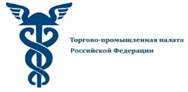 Торгово-промышленная палата
Российской Федерации